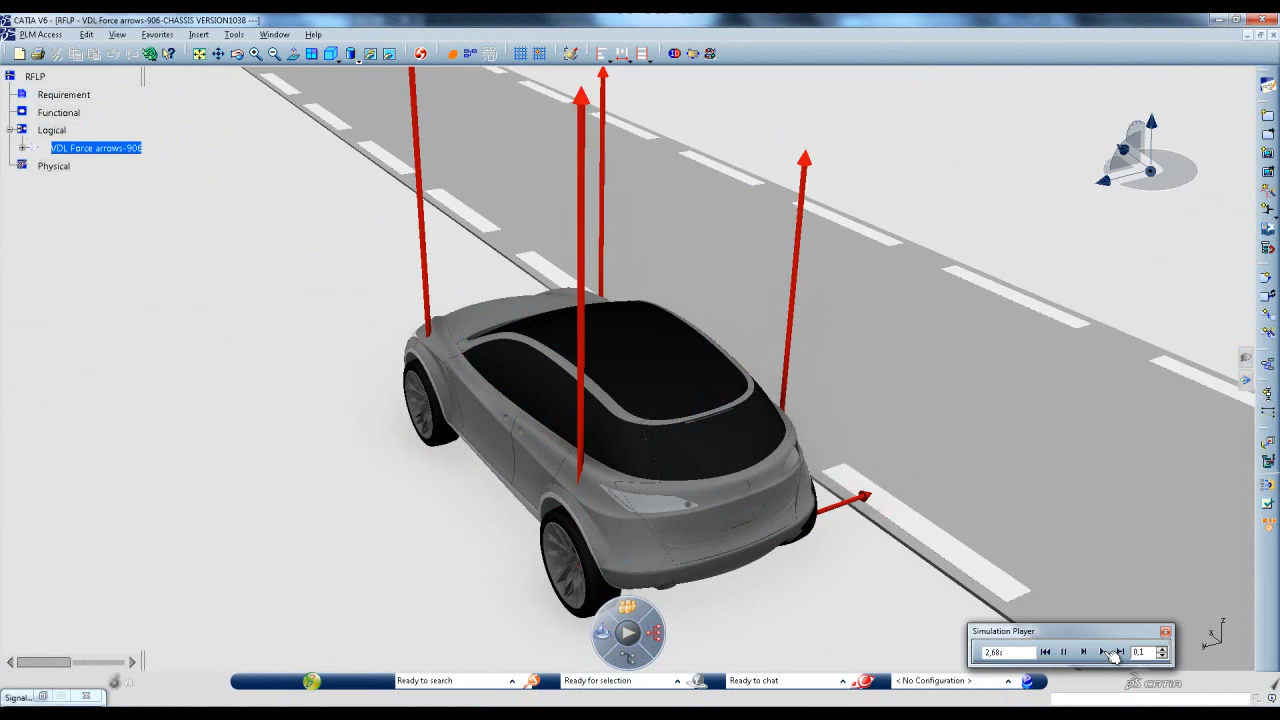 CATIA V6 - [RFLP - VDL Force arrows-906-CHASSIS VERSION1038 ---]
PLM Access Edit View Favorites Insert Tools Window Help
RFLP
Requirement
Functional
Logical
VDL Force arrows-906
Physical
Simulation Player
2,68s
0,1
z
x
y
Ready to search
Ready for selection
Ready to chat
< No Configuration >
CATIA
Signal...